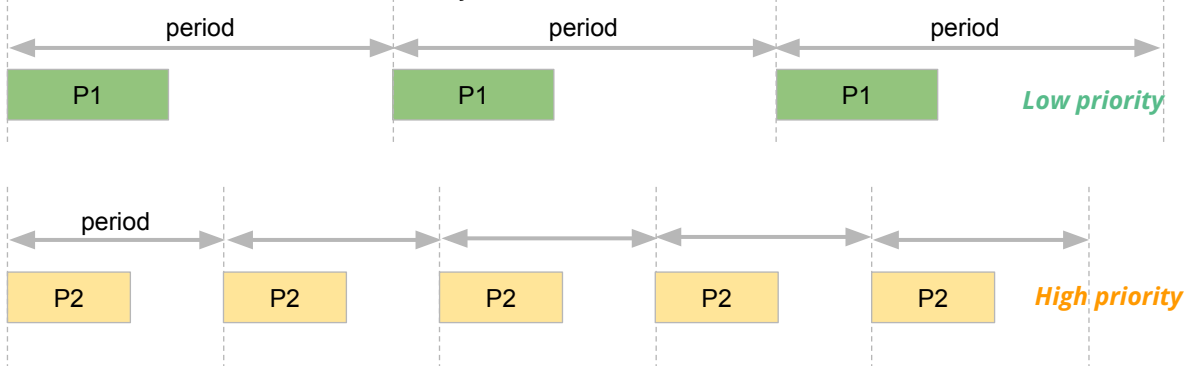 period period period
P1 P1 P1
Low priority
period
P2 P2 P2 P2 P2
High priority